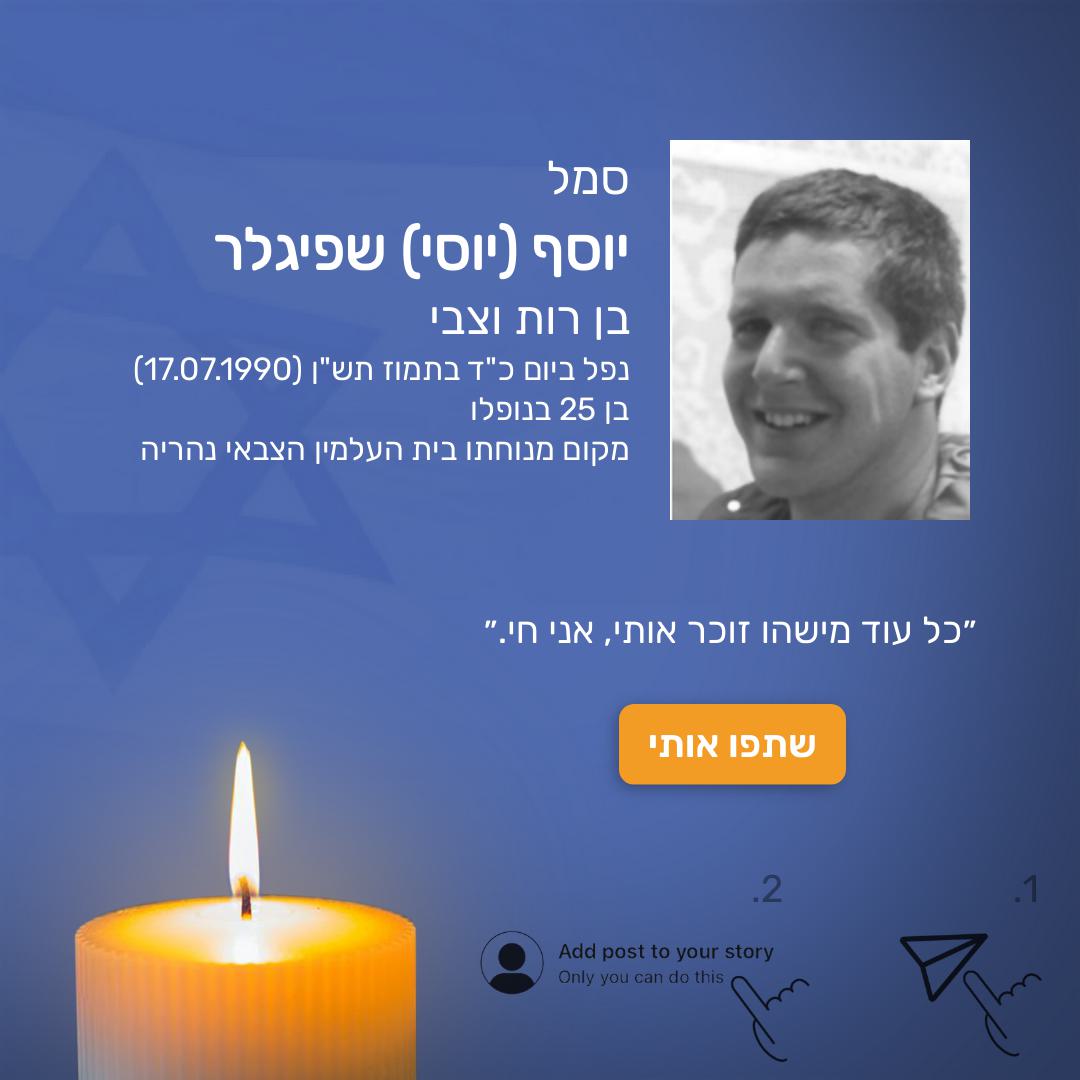 סמל
יוסף (יוסי) שפיגלר
בן רות וצבי
נפל ביום כ"ד בתמוז תש"ן (17.07.1990)
בן 25 בנופלו
מקום מנוחתו בית העלמין הצבאי נהריה
״כל עוד מישהו זוכר אותי, אני חי.״
שתפו אותי
.1
.2
Add post to your story
Only you can do this